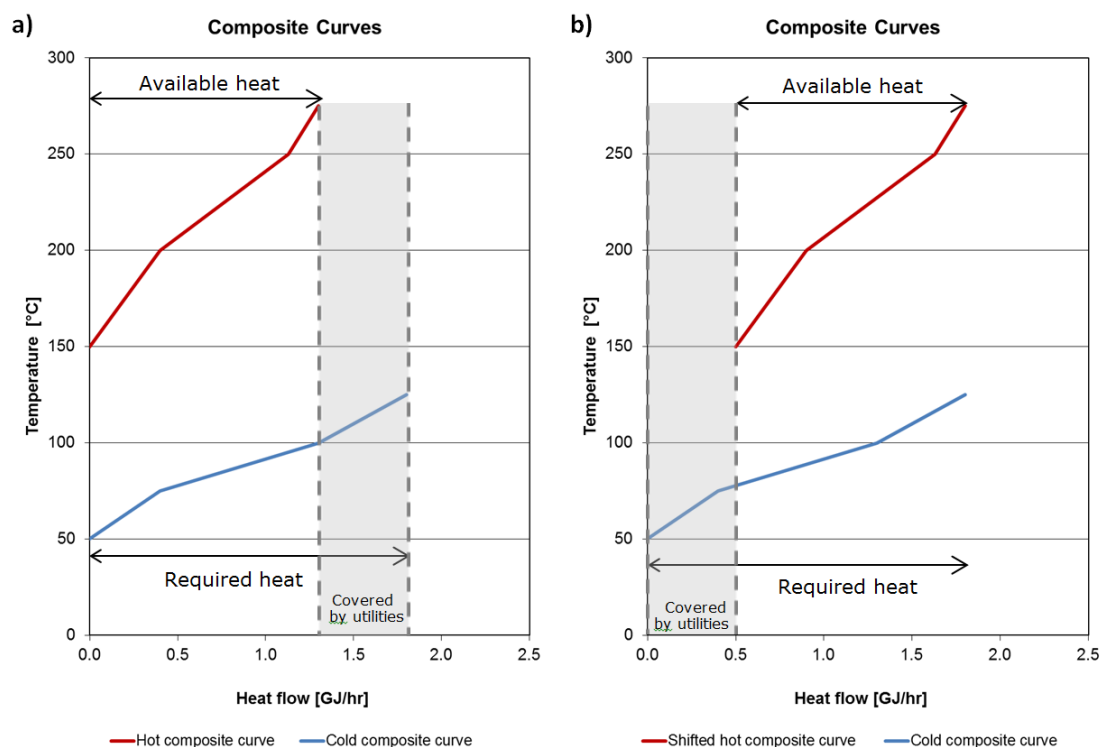 a)
Composite Curves
300
250
200
150
100
50
0
Temperature [°C]
Available heat
Required heat
Covered
by utilities
0.0
0.5
1.0
1.5
2.0
2.5
Heat flow [GJ/hr]
Hot composite curve
Cold composite curve
b)
Composite Curves
300
250
200
150
100
50
0
Temperature [°C]
Available heat
Required heat
Covered
by utilities
0.0
0.5
1.0
1.5
2.0
2.5
Heat flow [GJ/hr]
Shifted hot composite curve
Cold composite curve